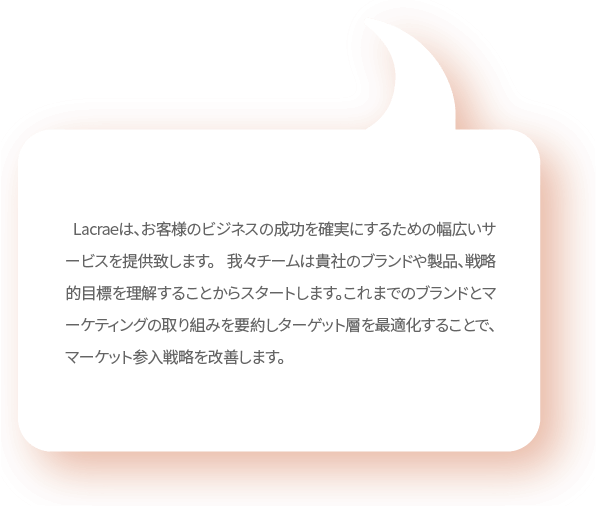 Lacraeは、お客様のビジネスの成功を確実にするための幅広いサ
ービスを提供致します。 我々チームは貴社のブランドや製品、戦略
的目標を理解することからスタートします。これまでのブランドとマ
ーケティングの取り組みを要約しターゲット層を最適化することで、
マーケット参入戦略を改善します。